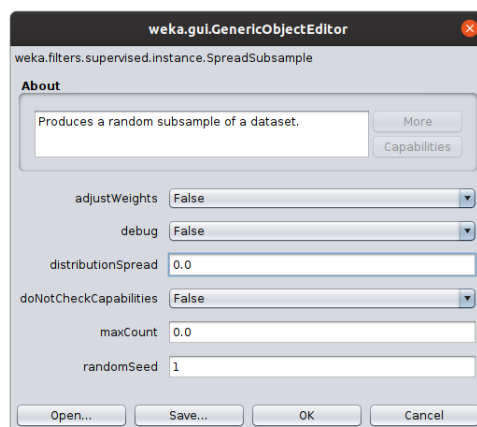 weka.gui.GenericObjectEditor
weka.filters.supervised.instance.SpreadSubsample
About
Produces a random subsample of a dataset.
More
Capabilities
adjustWeights False
debug False
distributionSpread 0.0
doNotCheckCapabilities False
maxCount 0.0
randomSeed 1
Open... Save... OK Cancel